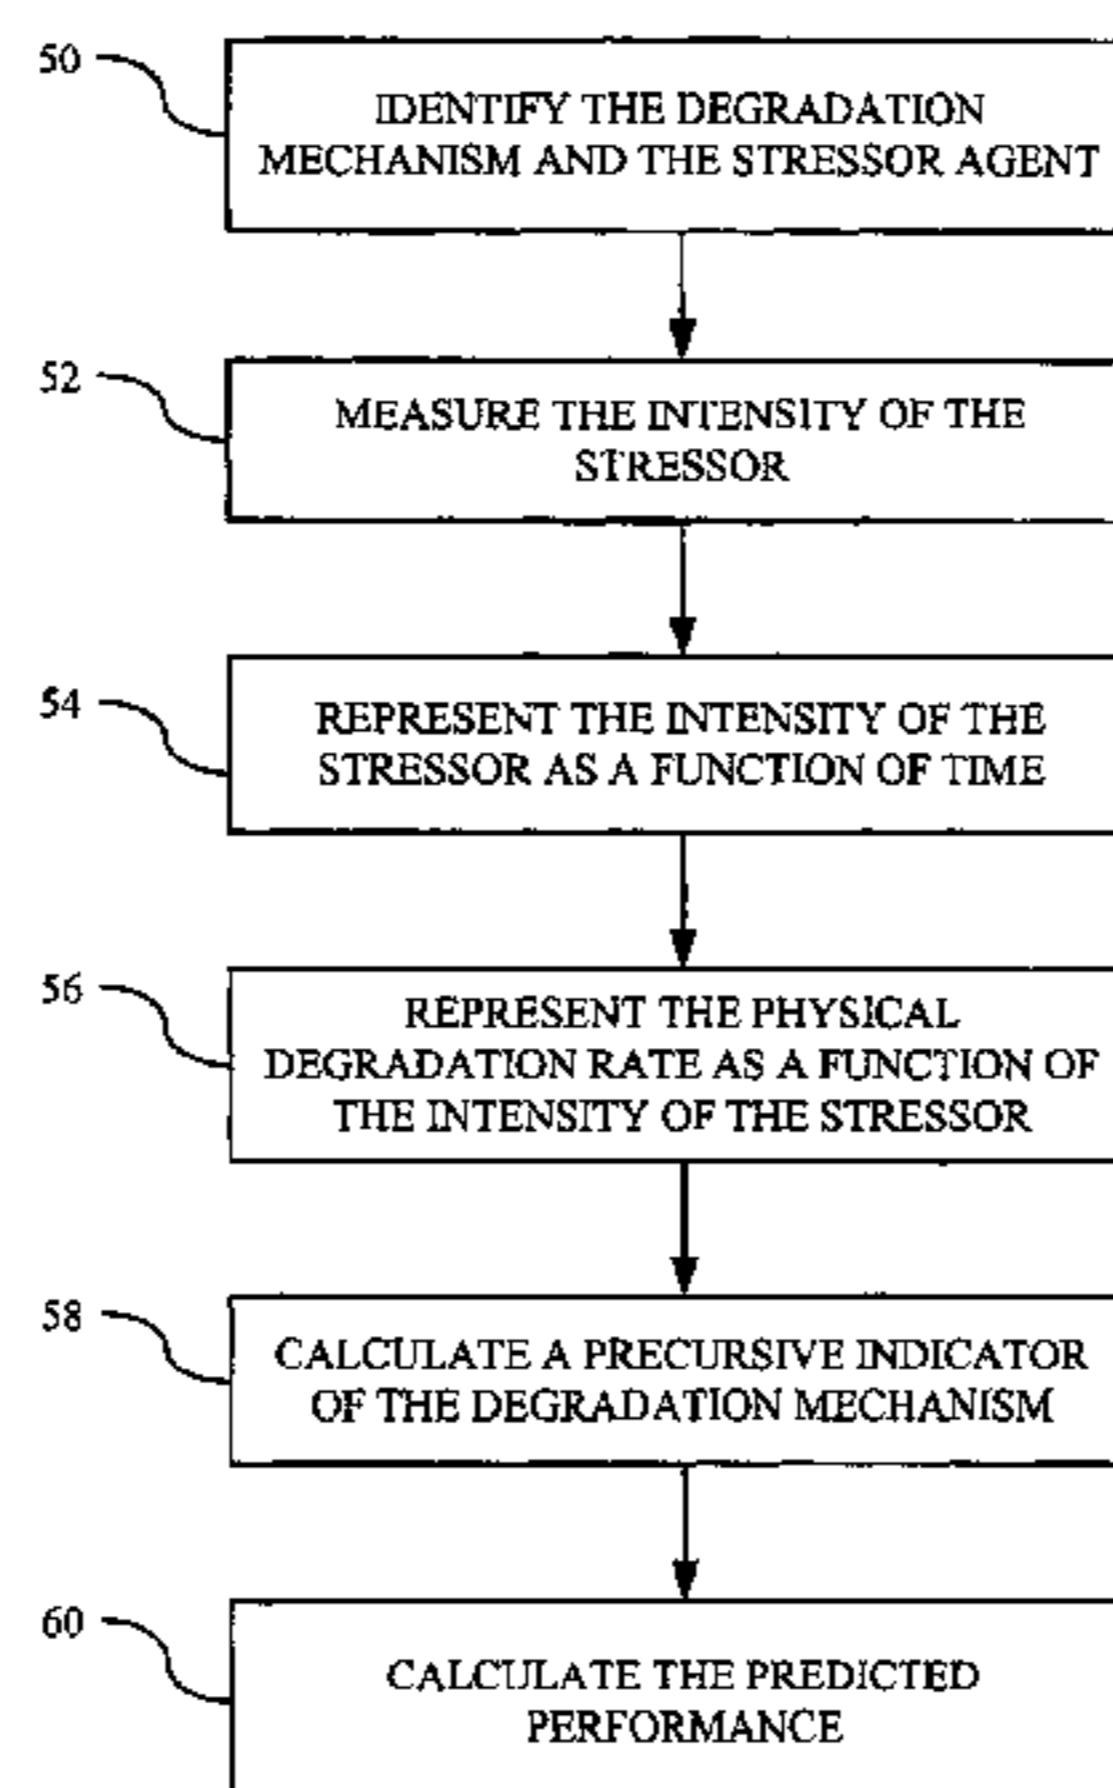 50
IDENTIFY THE DEGRADATION
MECHANISM AND THE STRESSOR AGENT
52
MEASURE THE INTENSITY OF THE
STRESSOR
54
REPRESENT THE INTENSITY OF THE
STRESSOR AS A FUNCTION OF TIME
56
REPRESENT THE PHYSICAL
DEGRADATION RATE AS A FUNCTION OF
THE INTENSITY OF THE STRESSOR
58
CALCULATE A PRECURSIVE INDICATOR
OF THE DEGRADATION MECHANISM
60
CALCULATE THE PREDICTED
PERFORMANCE